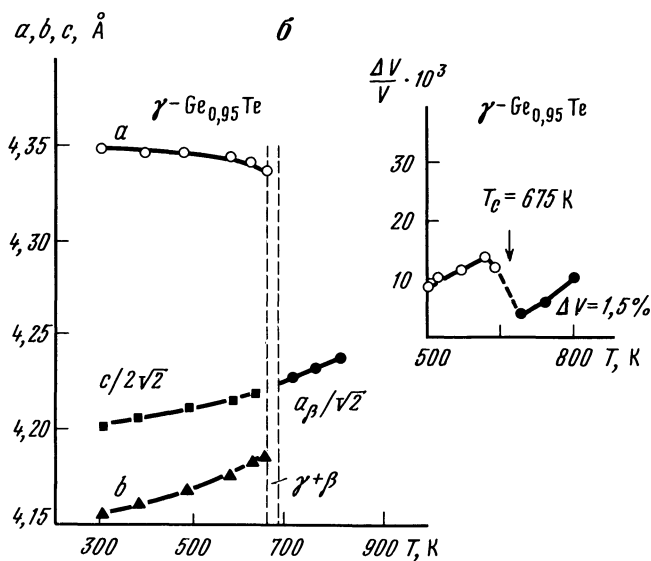 a, b, c, Å
б
γ-Ge0,95Te
a
4,35
4,30
4,25
4,20
4,15
c/2√2
aβ/√2
b
γ+β
300
500
700
900 T, K
ΔV/V · 10³
γ-Ge0,95Te
30
20
10
Tc = 675 K
ΔV = 1,5%
500
800 T, K